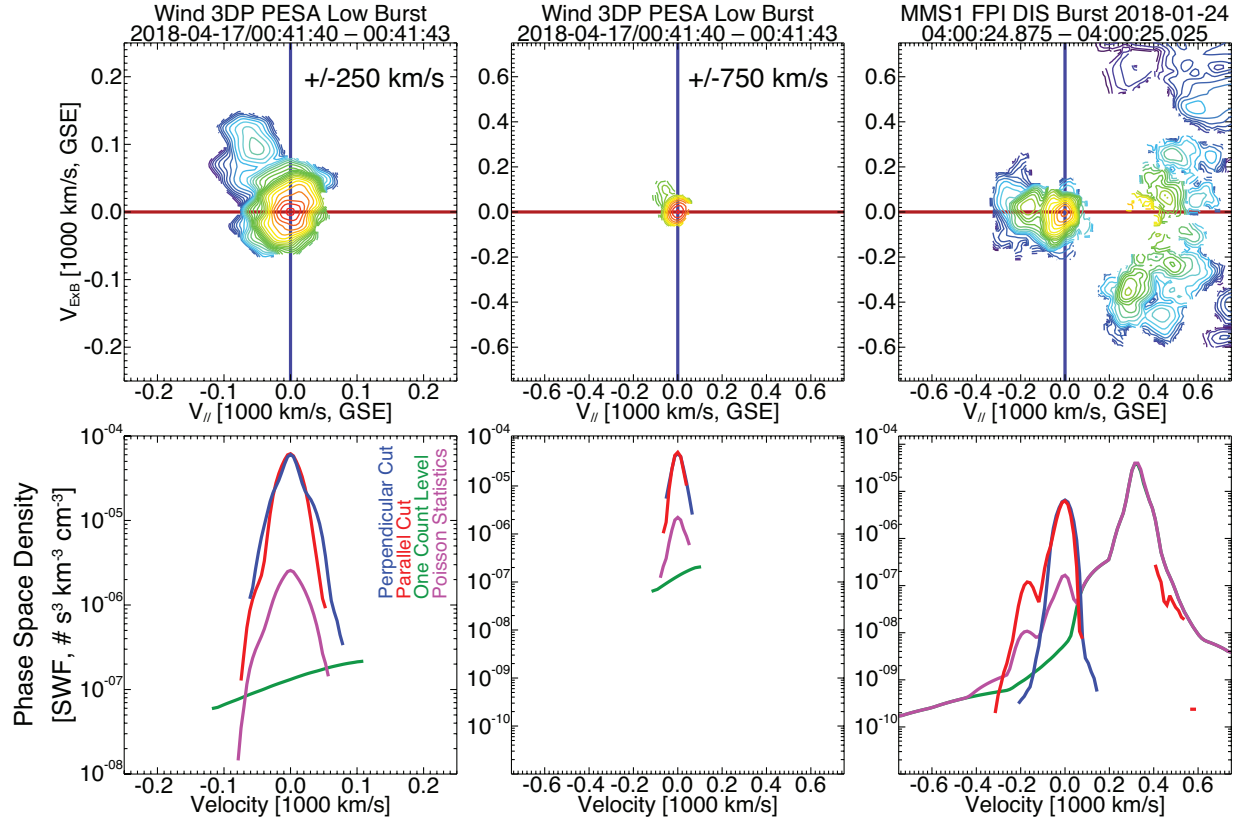 Wind 3DP PESA Low Burst
2018-04-17/00:41:40 – 00:41:43
Wind 3DP PESA Low Burst
2018-04-17/00:41:40 – 00:41:43
MMS1 FPI DIS Burst 2018-01-24
04:00:24.875 – 04:00:25.025
+/-250 km/s
+/-750 km/s
V_ExB [1000 km/s, GSE]
0.2
0.1
0.0
-0.1
-0.2
-0.2 -0.1 0.0 0.1 0.2
V_// [1000 km/s, GSE]
0.6
0.4
0.2
0.0
-0.2
-0.4
-0.6
-0.6 -0.4 -0.2 0.0 0.2 0.4 0.6
V_// [1000 km/s, GSE]
0.6
0.4
0.2
0.0
-0.2
-0.4
-0.6
-0.6 -0.4 -0.2 0.0 0.2 0.4 0.6
V_// [1000 km/s, GSE]
Phase Space Density
[SWF, # s³ km⁻³ cm⁻³]
10⁻⁰⁴
10⁻⁰⁵
10⁻⁰⁶
10⁻⁰⁷
10⁻⁰⁸
Perpendicular Cut
Parallel Cut
One Count Level
Poisson Statistics
-0.2 -0.1 0.0 0.1 0.2
Velocity [1000 km/s]
10⁻⁰⁴
10⁻⁰⁵
10⁻⁰⁶
10⁻⁰⁷
10⁻⁰⁸
10⁻⁰⁹
10⁻¹⁰
-0.6 -0.4 -0.2 0.0 0.2 0.4 0.6
Velocity [1000 km/s]
10⁻⁰⁴
10⁻⁰⁵
10⁻⁰⁶
10⁻⁰⁷
10⁻⁰⁸
10⁻⁰⁹
10⁻¹⁰
-0.6 -0.4 -0.2 0.0 0.2 0.4 0.6
Velocity [1000 km/s]